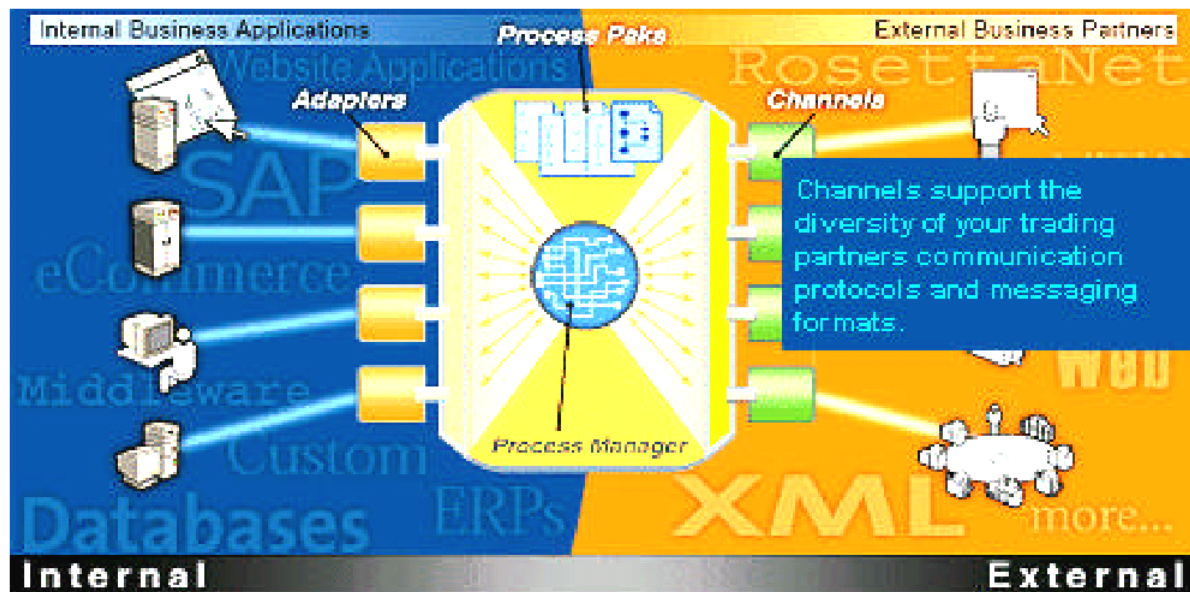 Internal Business Applications
Process Paks
External Business Partners
Website Applications
RosettaNet
Adapters
Channels
SAP
Channels support the
diversity of your trading
partners communication
protocols and messaging
formats.
eCommerce
Middleware
Web
Process Manager
Custom
Databases
ERPs
XML
more...
Internal
External